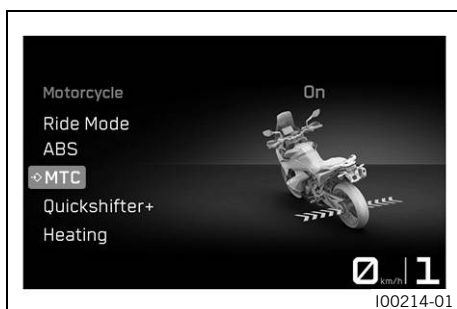 Motorcycle
On
Ride Mode
ABS
MTC
Quickshifter+
Heating
0 km/h 1
I00214-01